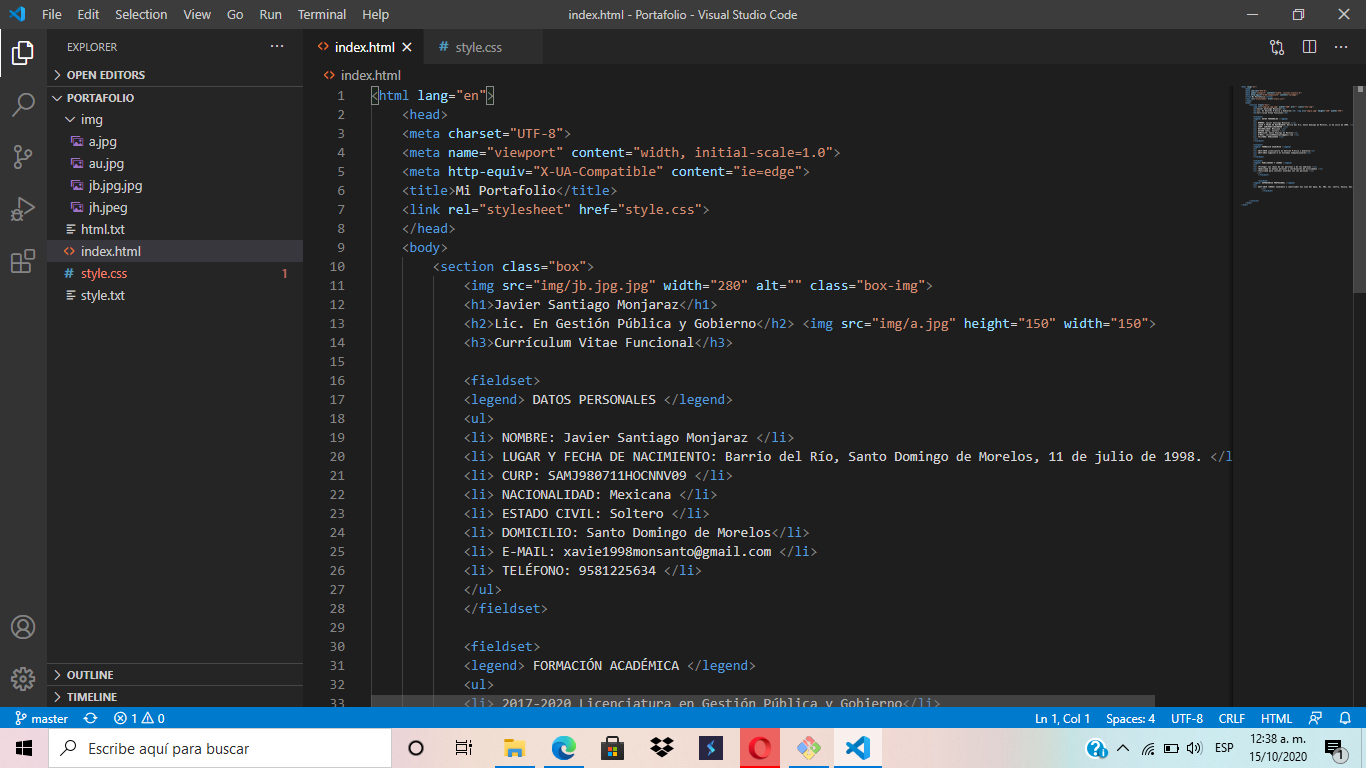 File Edit Selection View Go Run Terminal Help
index.html - Portafolio - Visual Studio Code
EXPLORER
OPEN EDITORS
PORTAFOLIO
img
a.jpg
au.jpg
jb.jpg.jpg
jh.jpeg
html.txt
index.html
style.css 1
style.txt
OUTLINE
TIMELINE
index.html style.css
index.html
1 <html lang="en">
2 <head>
3 <meta charset="UTF-8">
4 <meta name="viewport" content="width, initial-scale=1.0">
5 <meta http-equiv="X-UA-Compatible" content="ie=edge">
6 <title>Mi Portafolio</title>
7 <link rel="stylesheet" href="style.css">
8 </head>
9 <body>
10 <section class="box">
11 <img src="img/jb.jpg.jpg" width="280" alt="" class="box-img">
12 <h1>Javier Santiago Monjaraz</h1>
13 <h2>Lic. En Gestión Pública y Gobierno</h2> <img src="img/a.jpg" height="150" width="150">
14 <h3>Currículum Vitae Funcional</h3>
15
16 <fieldset>
17 <legend> DATOS PERSONALES </legend>
18 <ul>
19 <li> NOMBRE: Javier Santiago Monjaraz </li>
20 <li> LUGAR Y FECHA DE NACIMIENTO: Barrio del Río, Santo Domingo de Morelos, 11 de julio de 1998. </l
21 <li> CURP: SAMJ980711HOCNNV09 </li>
22 <li> NACIONALIDAD: Mexicana </li>
23 <li> ESTADO CIVIL: Soltero </li>
24 <li> DOMICILIO: Santo Domingo de Morelos</li>
25 <li> E-MAIL: xavie1998monsanto@gmail.com </li>
26 <li> TELÉFONO: 9581225634 </li>
27 </ul>
28 </fieldset>
29
30 <fieldset>
31 <legend> FORMACIÓN ACADÉMICA </legend>
32 <ul>
33 <li> 2017-2020 Licenciatura en Gestión Pública y Gobierno</li>
master 1 0 Ln 1, Col 1 Spaces: 4 UTF-8 CRLF HTML
Escribe aquí para buscar
ESP
12:38 a. m.
15/10/2020
1